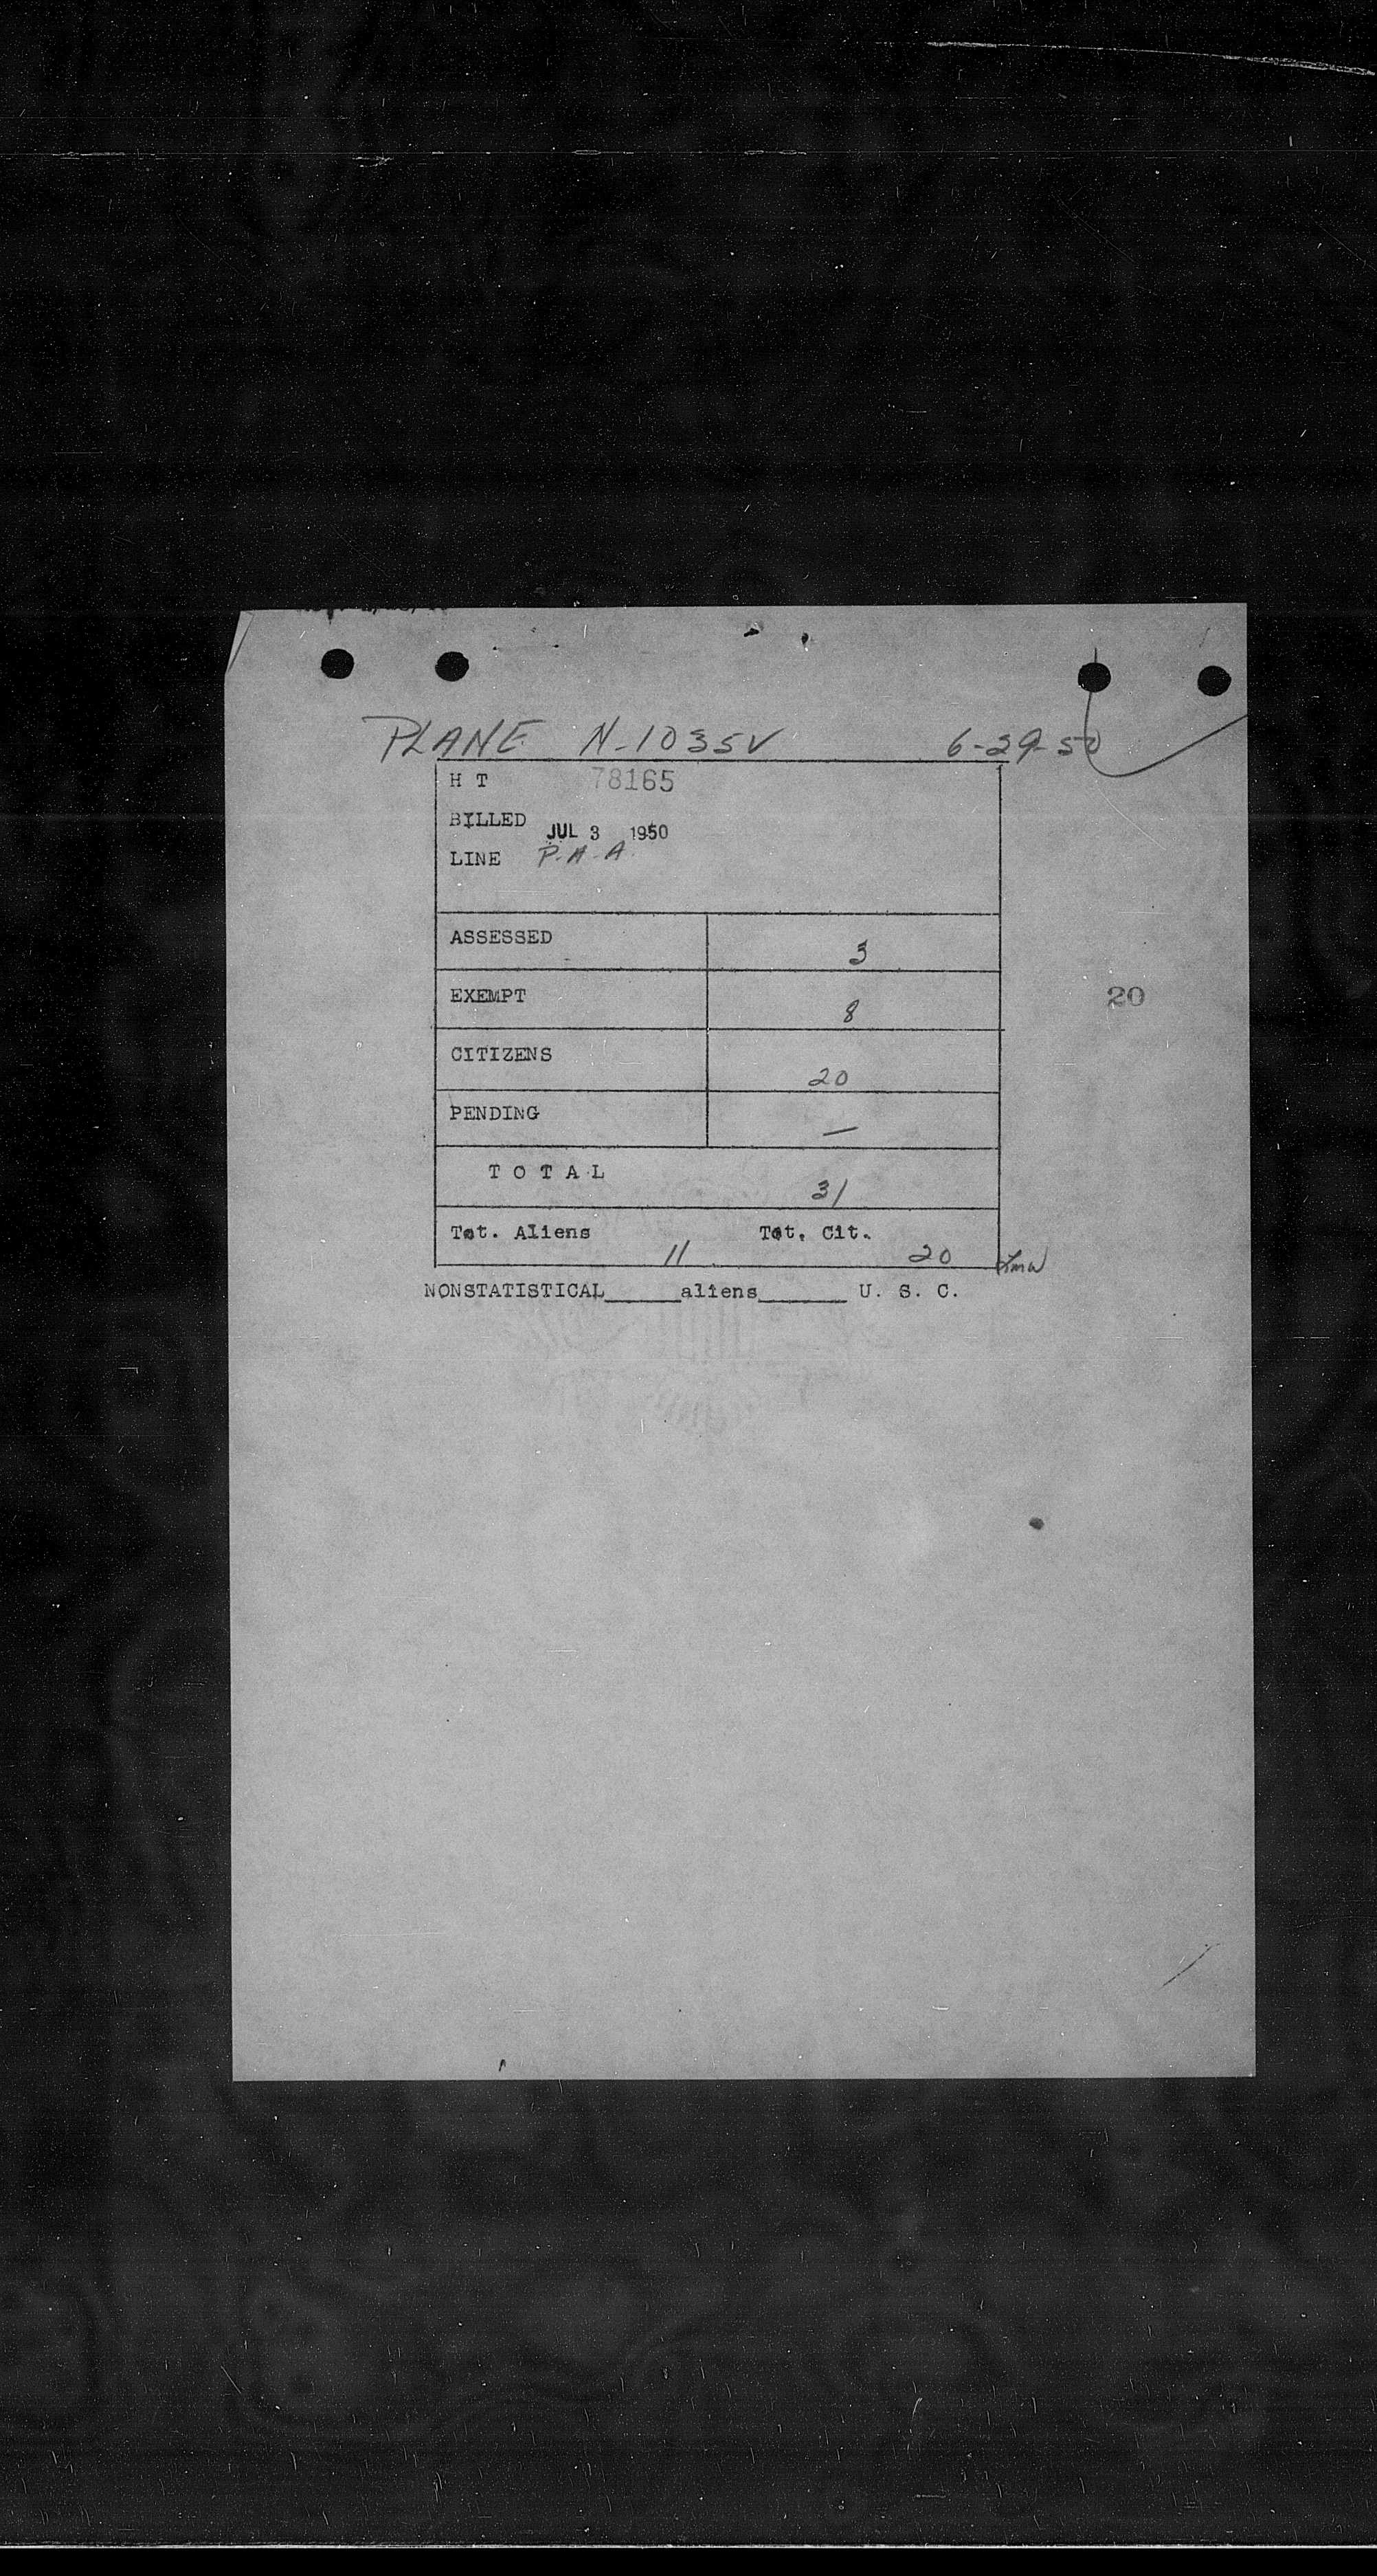 PLANE N-1035V 6-29-50
H T 78165
BILLED JUL 3 1950
LINE P.A.A.
ASSESSED 3
EXEMPT 8
20
CITIZENS 20
PENDING —
T O T A L 31
Tot. Aliens 11 Tot. Cit. 20
NONSTATISTICAL______aliens_______ U. S. C.